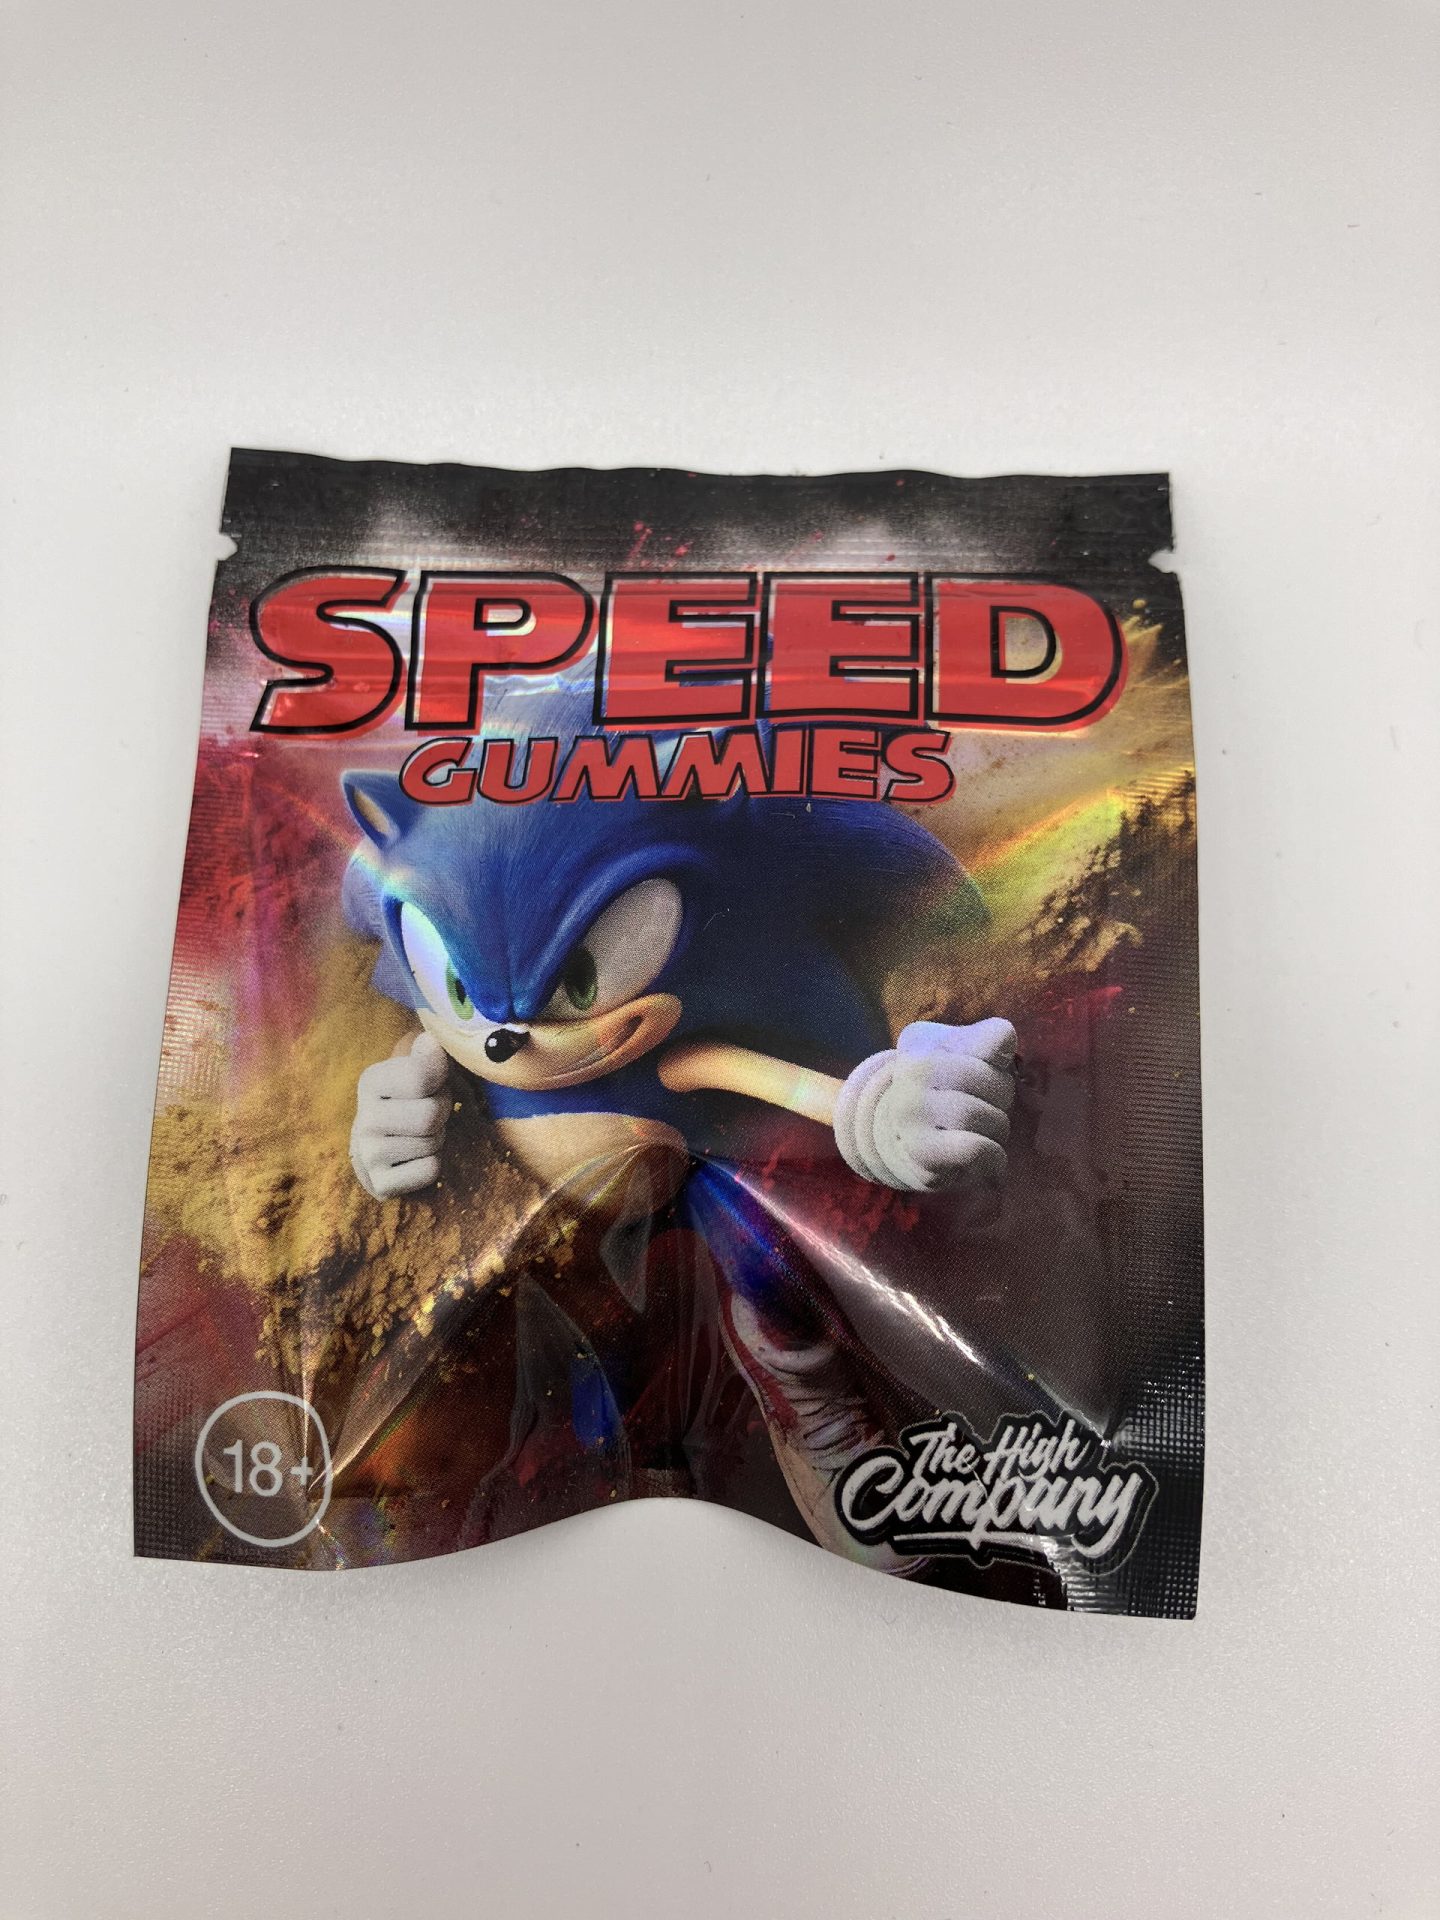 SPEED
GUMMIES
18+
The High
Company